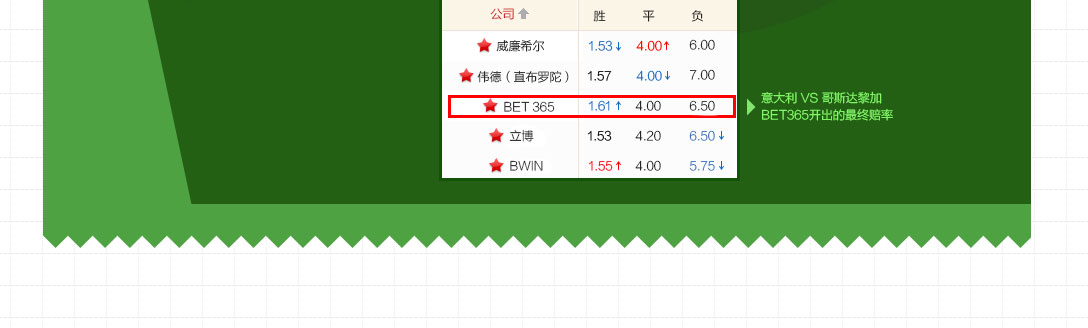 公司 胜 平 负
威廉希尔 1.53↓ 4.00↑ 6.00
伟德（直布罗陀） 1.57 4.00↓ 7.00
BET 365 1.61↑ 4.00 6.50
立博 1.53 4.20 6.50↓
BWIN 1.55↑ 4.00 5.75↓
意大利 VS 哥斯达黎加
BET365开出的最终赔率